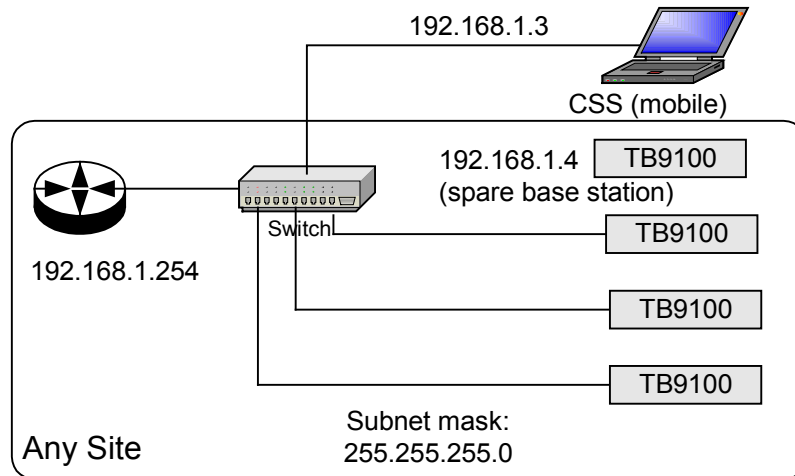 192.168.1.3
CSS (mobile)
192.168.1.4
(spare base station)
TB9100
Switch
TB9100
192.168.1.254
TB9100
TB9100
Subnet mask:
255.255.255.0
Any Site